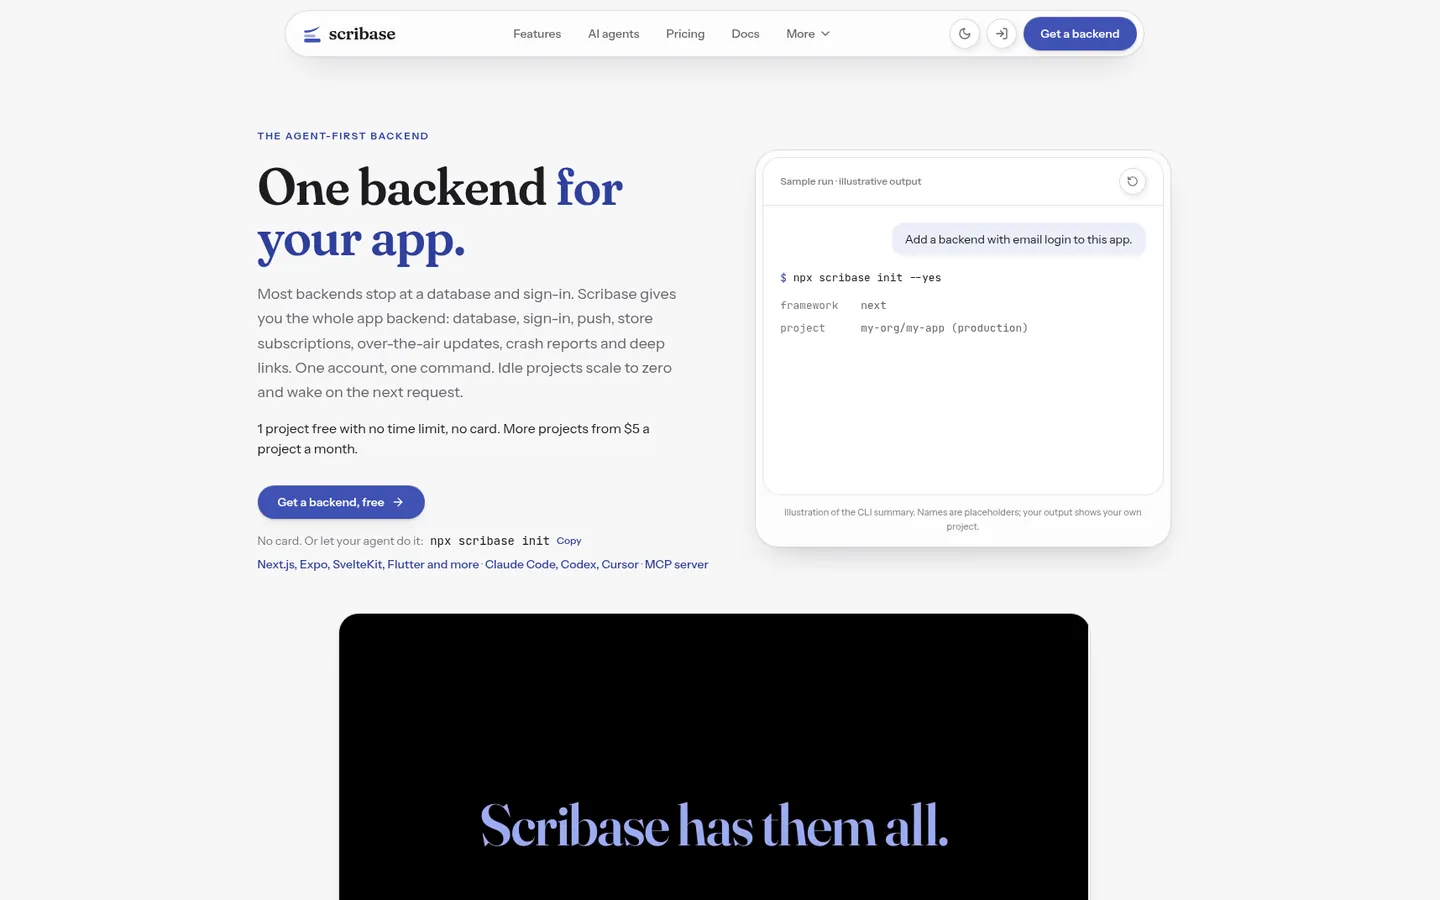 scribase
Features
AI agents
Pricing
Docs
More
Get a backend
THE AGENT-FIRST BACKEND
One backend for
your app.
Most backends stop at a database and sign-in. Scribase gives
you the whole app backend: database, sign-in, push, store
subscriptions, over-the-air updates, crash reports and deep
links. One account, one command. Idle projects scale to zero
and wake on the next request.
1 project free with no time limit, no card. More projects from $5 a
project a month.
Get a backend, free
No card. Or let your agent do it: npx scribase init Copy
Next.js, Expo, SvelteKit, Flutter and more · Claude Code, Codex, Cursor · MCP server
Sample run · illustrative output
Add a backend with email login to this app.
$ npx scribase init --yes
framework next
project my-org/my-app (production)
Illustration of the CLI summary. Names are placeholders; your output shows your own
project.
Scribase has them all.